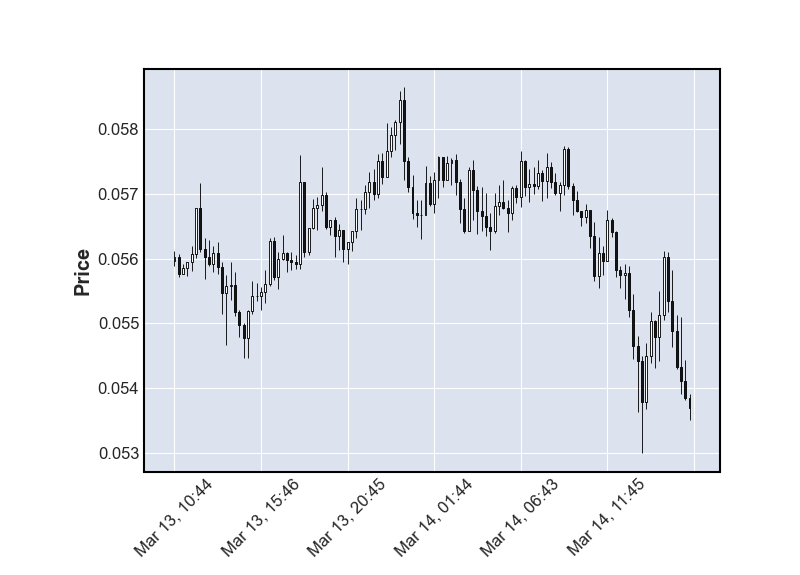 0.058
0.057
0.056
0.055
0.054
0.053
Price
Mar 13, 10:44
Mar 13, 15:46
Mar 13, 20:45
Mar 14, 01:44
Mar 14, 06:43
Mar 14, 11:45